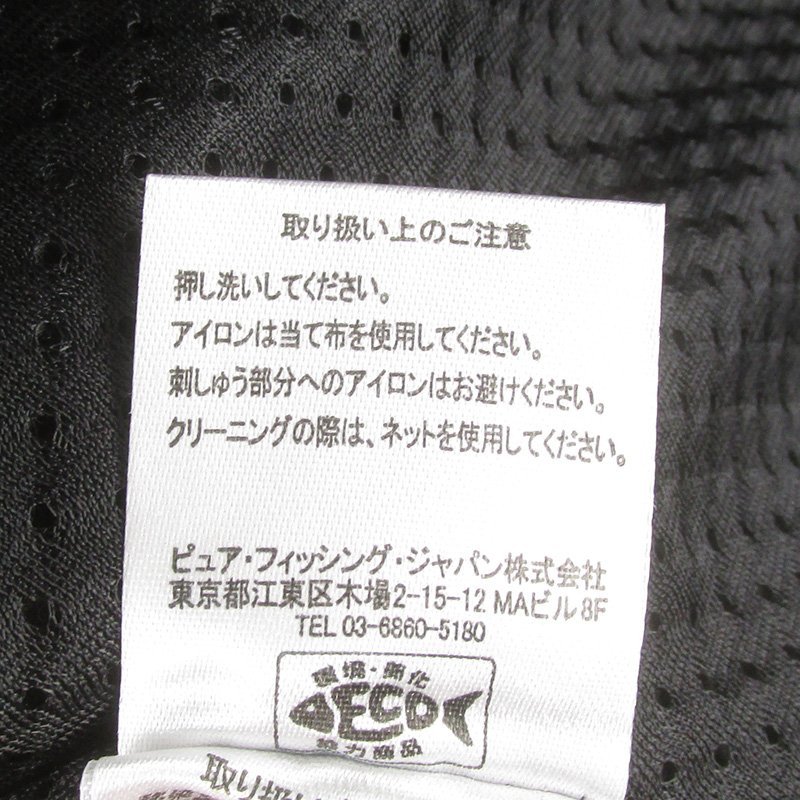 取り扱い上のご注意
押し洗いしてください。
アイロンは当て布を使用してください。
刺しゅう部分へのアイロンはお避けください。
クリーニングの際は、ネットを使用してください。
ピュア・フィッシング・ジャパン株式会社
東京都江東区木場2-15-12 MAビル 8F
TEL 03-6860-5180
環境・美化
ECO
協力商品
取り扱い